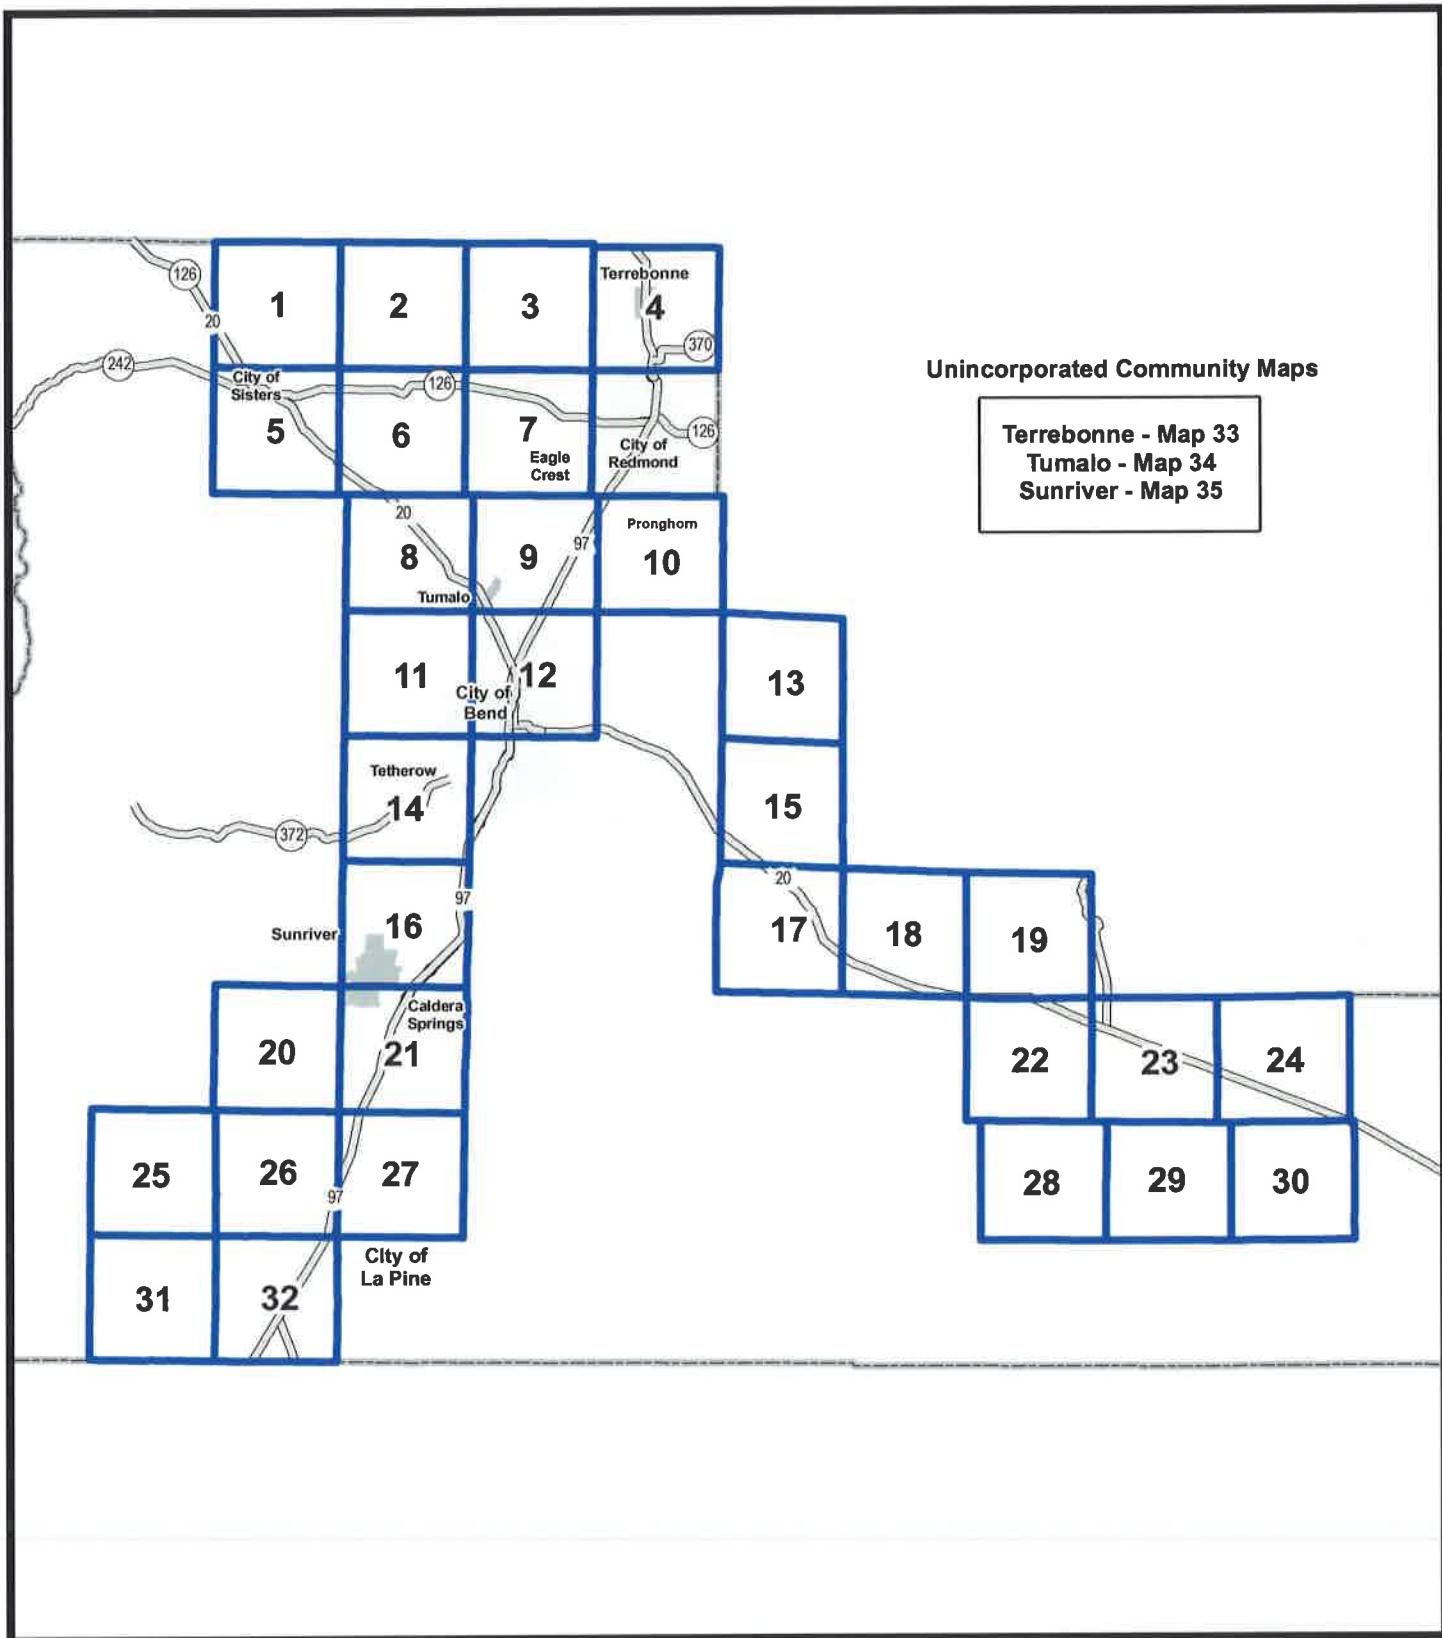 126
1
2
3
Terrebonne
4
20
370
242
City of
Sisters
126
5
6
7
Eagle
Crest
City of
Redmond
126
Unincorporated Community Maps
Terrebonne - Map 33
Tumalo - Map 34
Sunriver - Map 35
20
8
9
97
Pronghorn
10
Tumalo
11
City of
Bend
12
13
Tetherow
14
372
15
20
97
16
Sunriver
17
18
19
Caldera
Springs
20
21
22
23
24
25
26
27
97
28
29
30
City of
La Pine
31
32